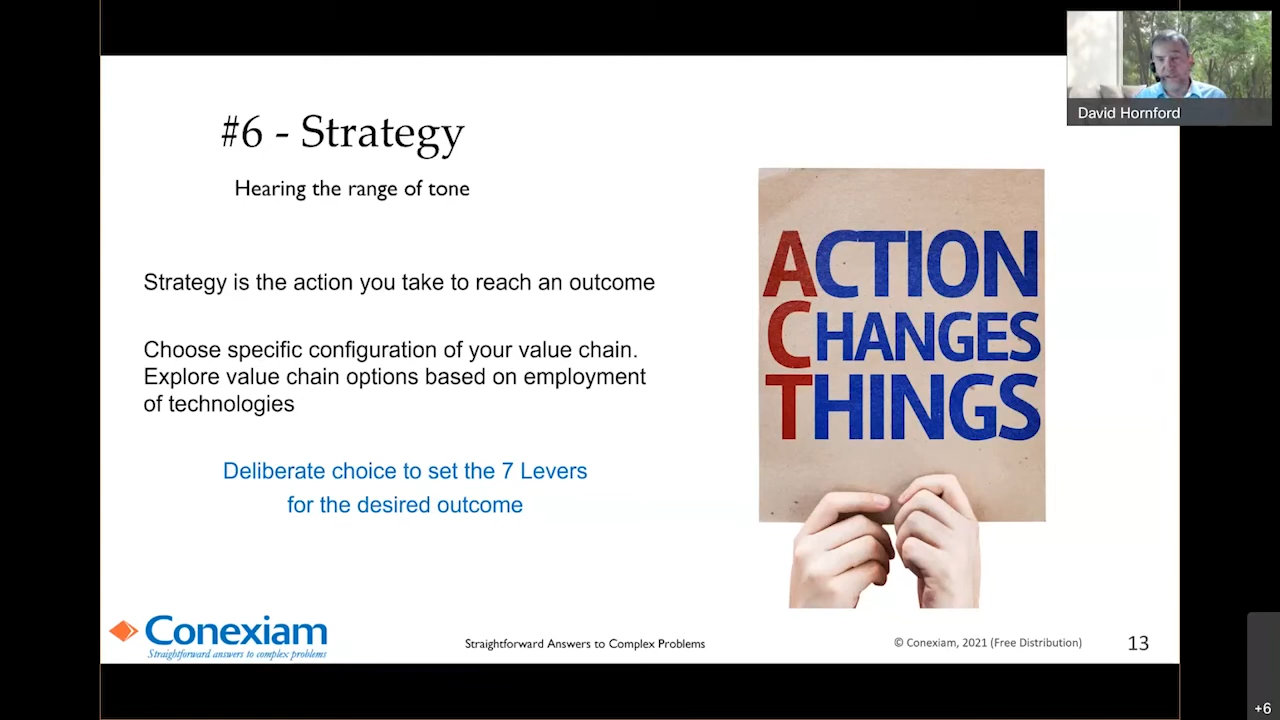 #6 - Strategy
Hearing the range of tone
Strategy is the action you take to reach an outcome
Choose specific configuration of your value chain.
Explore value chain options based on employment
of technologies
Deliberate choice to set the 7 Levers
for the desired outcome
ACTION
CHANGES
THINGS
David Hornford
Conexiam
Straightforward answers to complex problems
Straightforward Answers to Complex Problems
© Conexiam, 2021 (Free Distribution)
13
+6